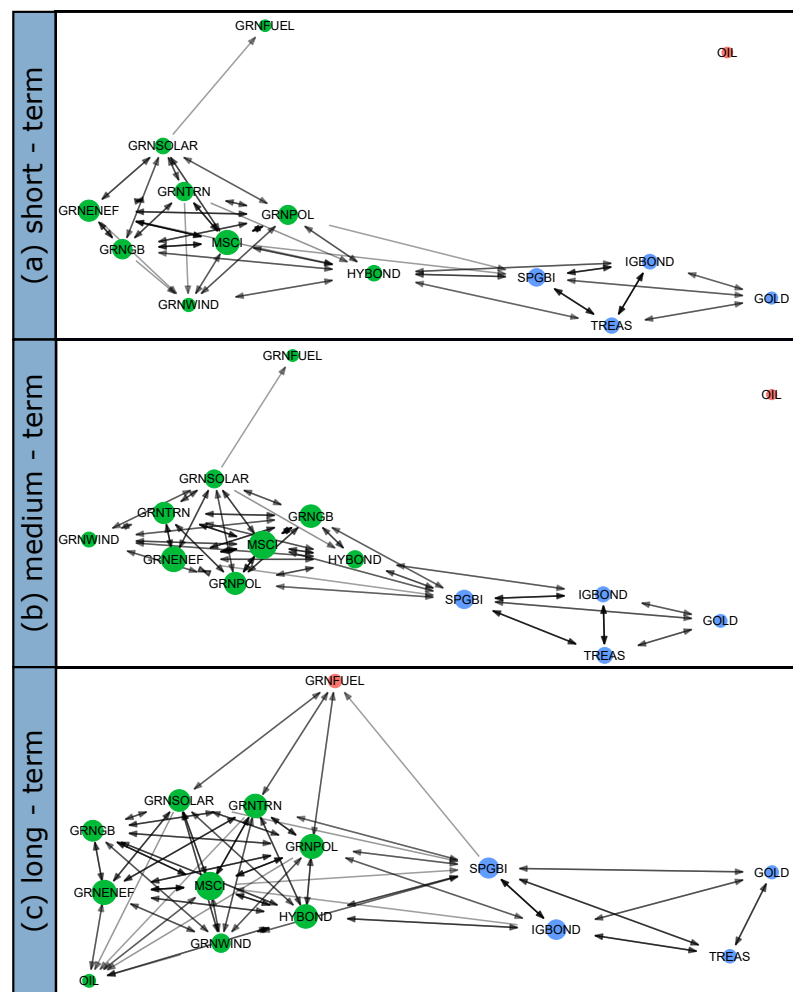 (a) short - term
GRNFUEL
OIL
GRNSOLAR
GRNTRN
GRNENEF
GRNPOL
GRNGB
MSCI
HYBOND
IGBOND
SPGBI
GOLD
GRNWIND
TREAS
(b) medium - term
GRNFUEL
OIL
GRNSOLAR
GRNTRN
GRNGB
GRNWIND
MSCI
GRNENEF
HYBOND
GRNPOL
SPGBI
IGBOND
GOLD
TREAS
(c) long - term
GRNFUEL
GRNSOLAR
GRNTRN
GRNGB
GRNPOL
SPGBI
GOLD
MSCI
GRNENEF
HYBOND
IGBOND
GRNWIND
TREAS
OIL